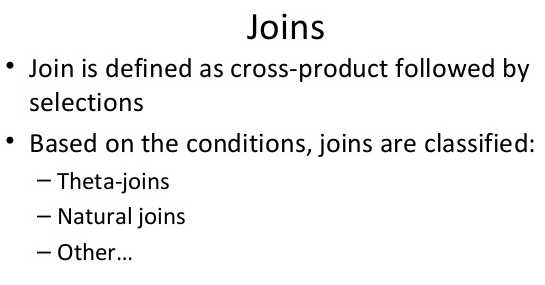 Joins
• Join is defined as cross-product followed by
selections
• Based on the conditions, joins are classified:
– Theta-joins
– Natural joins
– Other…